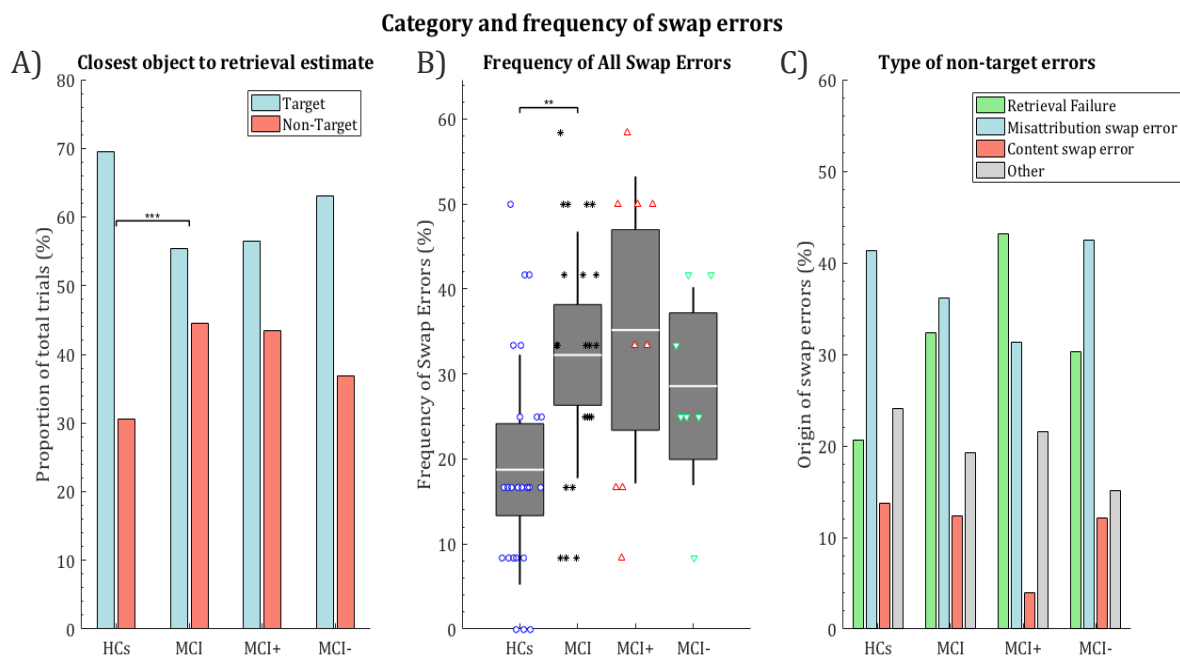 Category and frequency of swap errors
A)
Closest object to retrieval estimate
80
70
60
50
40
30
20
10
0
Proportion of total trials (%)
Target
Non-Target
***
HCs
MCI
MCI+
MCI-
B)
Frequency of All Swap Errors
60
50
40
30
20
10
0
Frequency of Swap Errors (%)
**
HCs
MCI
MCI+
MCI-
C)
Type of non-target errors
60
50
40
30
20
10
0
Origin of swap errors (%)
Retrieval Failure
Misattribution swap error
Content swap error
Other
HCs
MCI
MCI+
MCI-